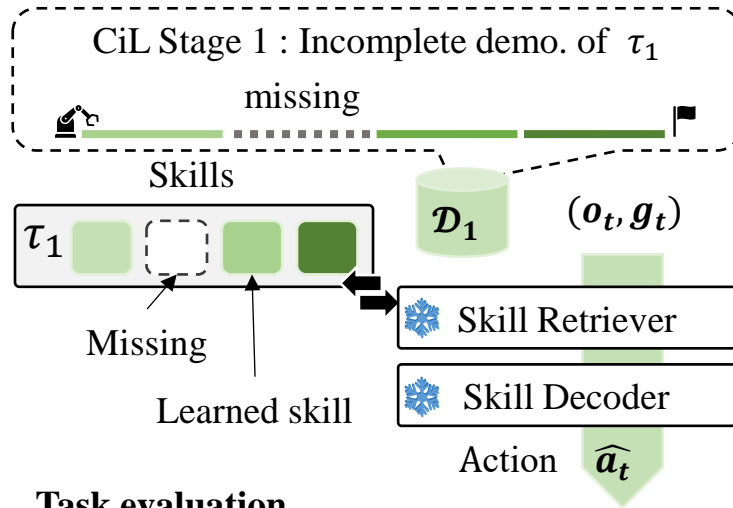 CiL Stage 1 : Incomplete demo. of τ₁
missing
Skills
𝓓₁
(oₜ, gₜ)
τ₁
Skill Retriever
Missing
Skill Decoder
Learned skill
Action âₜ
Task evaluation